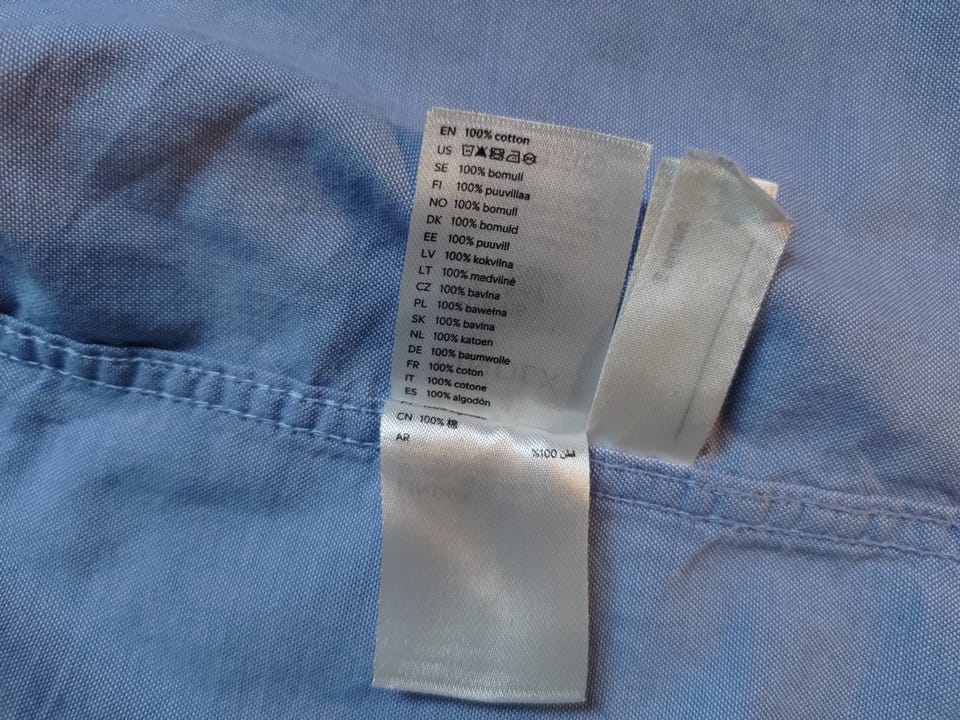 EN 100% cotton
US
SE 100% bomull
FI 100% puuvillaa
NO 100% bomull
DK 100% bomuld
EE 100% puuvill
LV 100% kokvilna
LT 100% medvilnė
CZ 100% bavlna
PL 100% bawełna
SK 100% bavlna
NL 100% katoen
DE 100% baumwolle
FR 100% coton
IT 100% cotone
ES 100% algodón
CN 100% 棉
AR قطن 100%